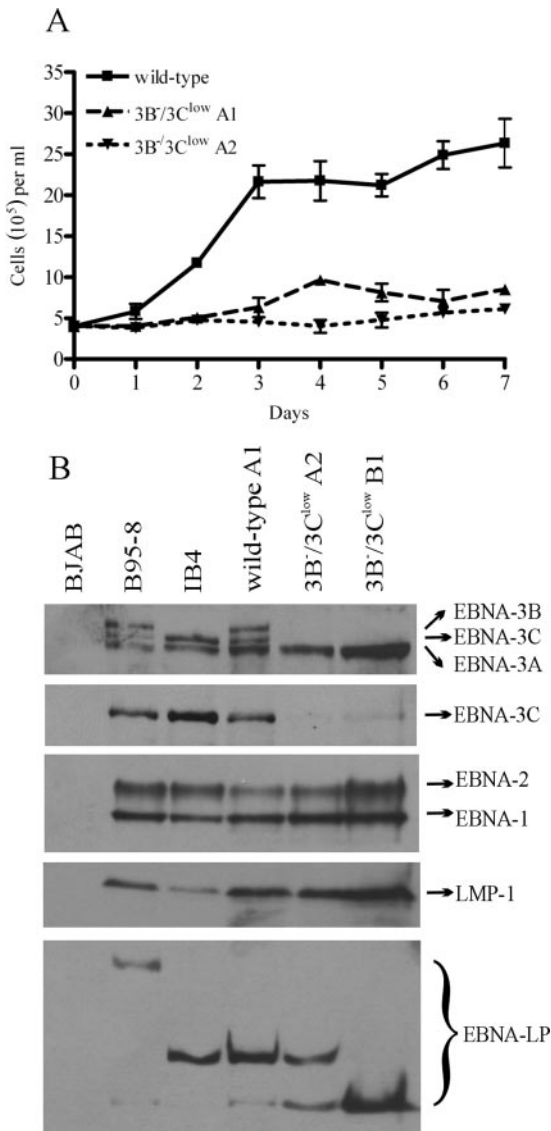 A
wild-type
3B⁻/3C^low A1
3B⁻/3C^low A2
Cells (10⁵) per ml
35
30
25
20
15
10
5
0
0 1 2 3 4 5 6 7
Days
B
BJAB
B95-8
IB4
wild-type A1
3B⁻/3C^low A2
3B⁻/3C^low B1
EBNA-3B
EBNA-3C
EBNA-3A
EBNA-3C
EBNA-2
EBNA-1
LMP-1
EBNA-LP